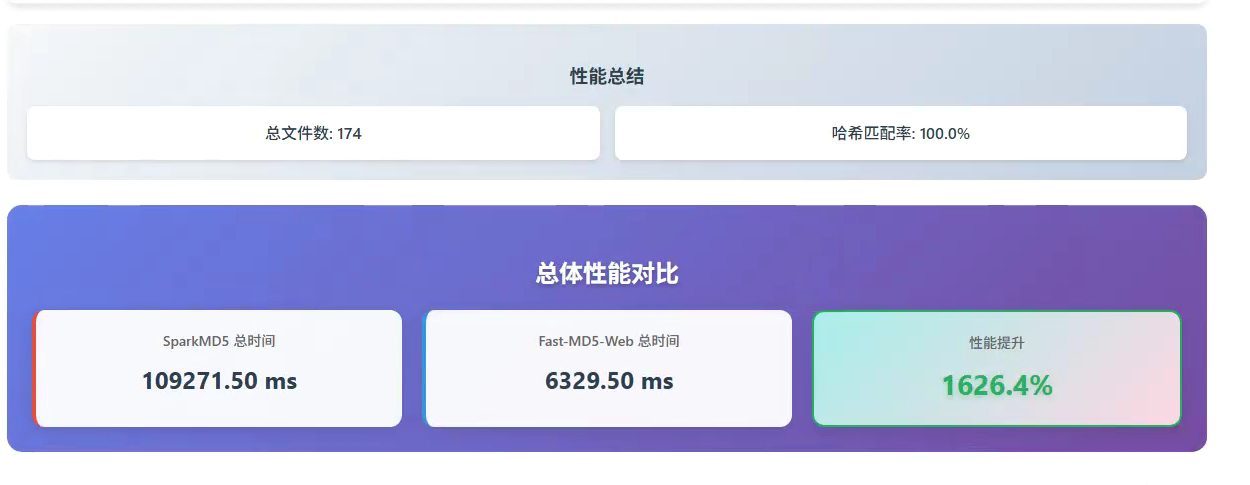 性能总结
总文件数: 174
哈希匹配率: 100.0%
总体性能对比
SparkMD5 总时间
109271.50 ms
Fast-MD5-Web 总时间
6329.50 ms
性能提升
1626.4%